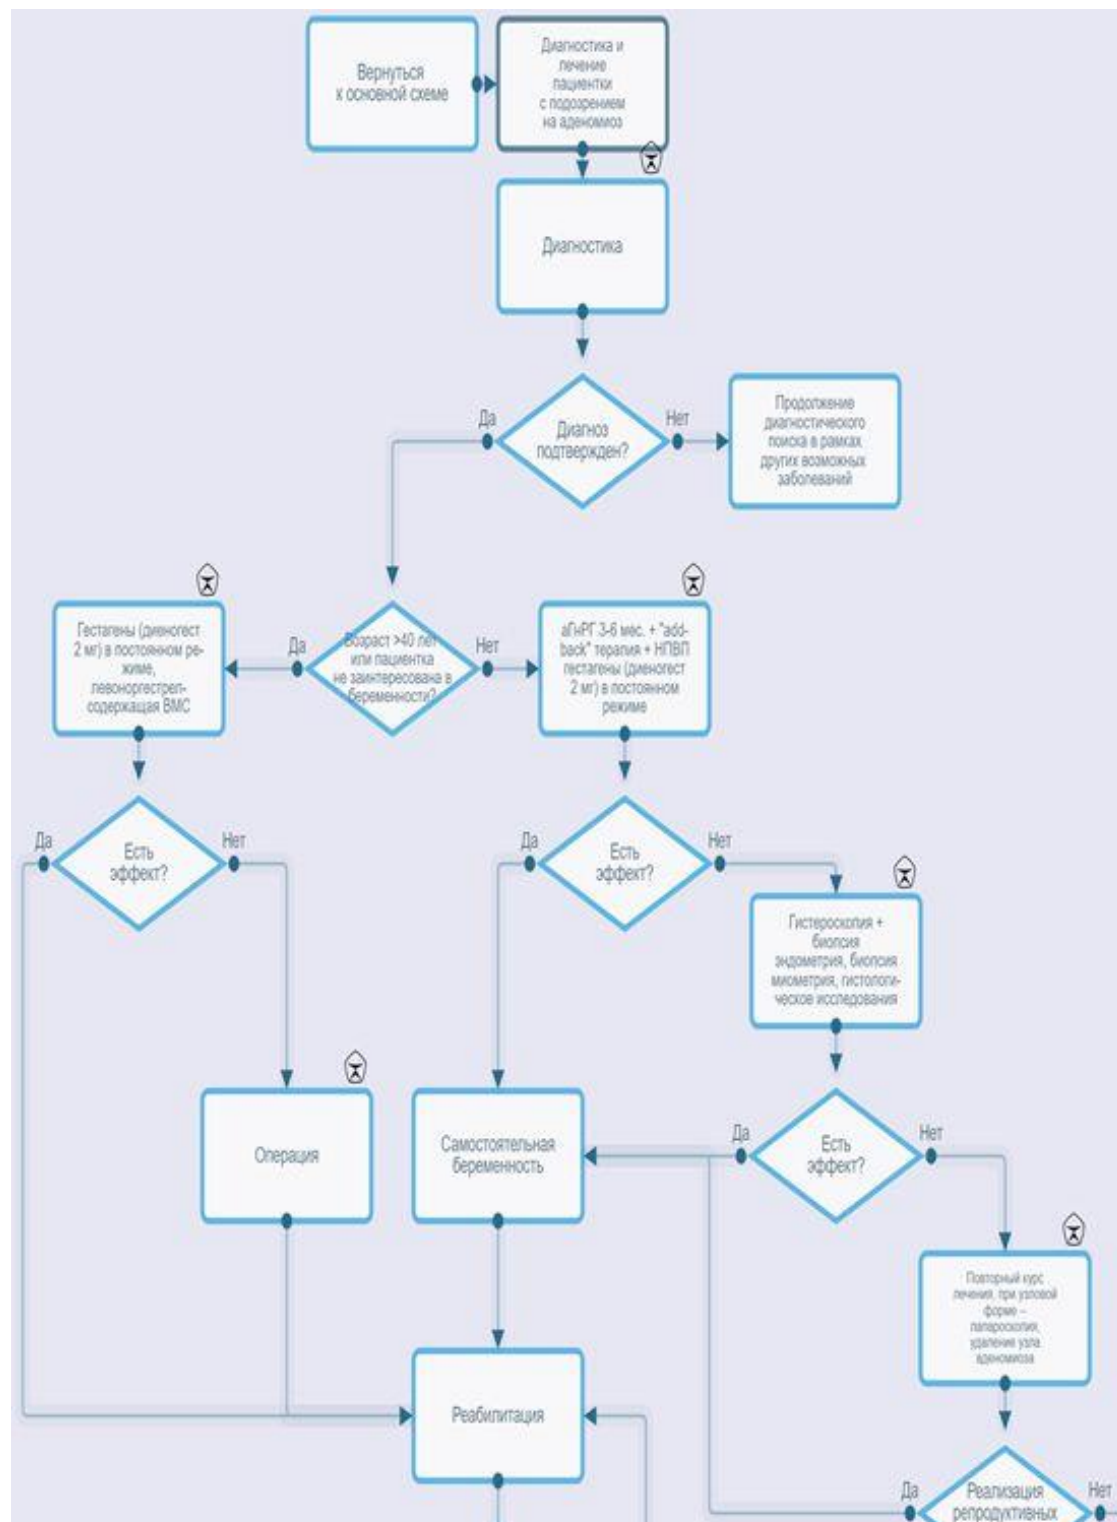 Вернуться
к основной схеме
Диагностика и
лечение
пациентки
с подозрением
на аденомиоз
Диагностика
Да
Диагноз
подтвержден?
Нет
Продолжение
диагностического
поиска в рамках
других возможных
заболеваний
Гестагены (диеногест
2 мг) в постоянном ре-
жиме,
левоноргестрел-
содержащая ВМС
Да
Возраст >40 лет
или пациентка
не заинтересована в
беременности?
Нет
аГнРГ 3-6 мес. + "add-
back" терапия + НПВП
гестагены (диеногест
2 мг) в постоянном
режиме
Да
Есть
эффект?
Нет
Да
Есть
эффект?
Нет
Гистероскопия +
биопсия
эндометрия, биопсия
миометрия, гистологи-
ческое исследования
Операция
Самостоятельная
беременность
Да
Есть
эффект?
Нет
Повторный курс
лечения, при узловой
форме –
лапароскопия,
удаление узла
аденомиоза
Реабилитация
Да
Реализация
репродуктивных
Нет